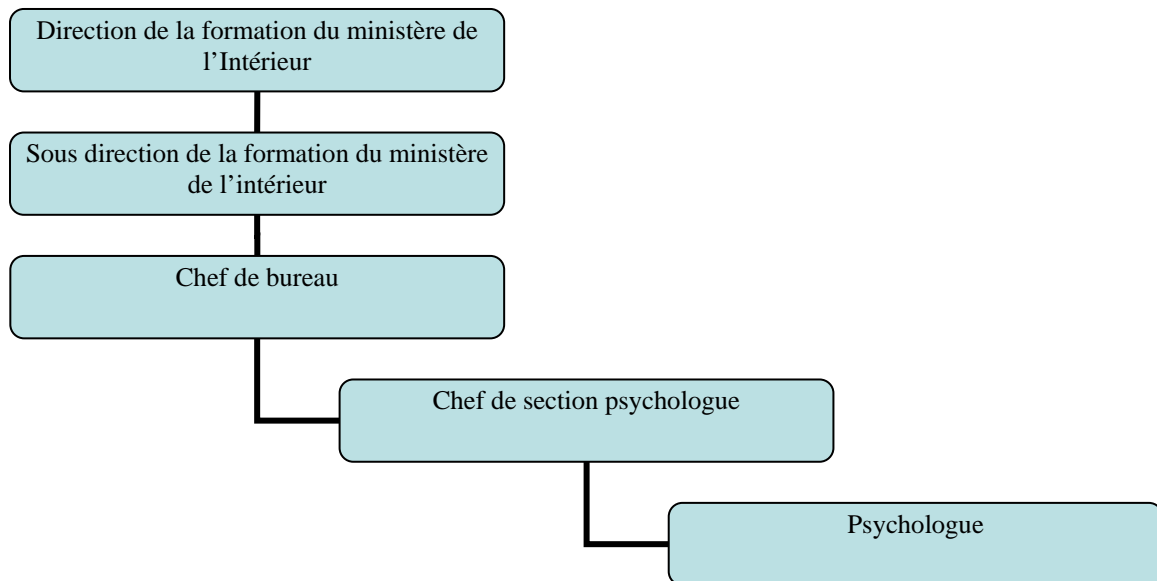 Direction de la formation du ministère de
l’Intérieur
Sous direction de la formation du ministère
de l’intérieur
Chef de bureau
Chef de section psychologue
Psychologue